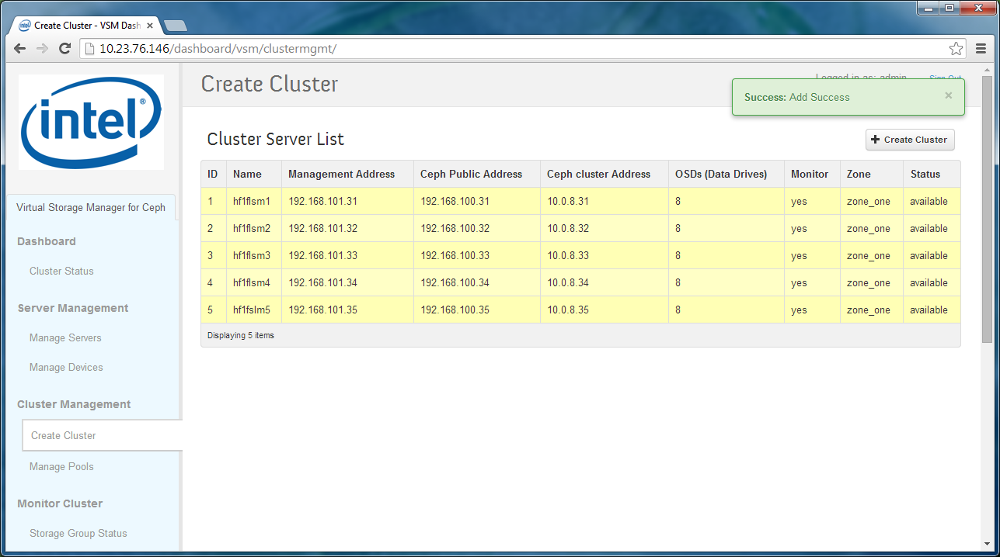 Create Cluster - VSM Dash
10.23.76.146/dashboard/vsm/clustermgmt/
intel®
Create Cluster
Logged in as: admin
Sign Out
Success: Add Success
Virtual Storage Manager for Ceph
Dashboard
Cluster Status
Server Management
Manage Servers
Manage Devices
Cluster Management
Create Cluster
Manage Pools
Monitor Cluster
Storage Group Status
Cluster Server List
Create Cluster
ID Name Management Address Ceph Public Address Ceph cluster Address OSDs (Data Drives) Monitor Zone Status
1 hf1flsm1 192.168.101.31 192.168.100.31 10.0.8.31 8 yes zone_one available
2 hf1flsm2 192.168.101.32 192.168.100.32 10.0.8.32 8 yes zone_one available
3 hf1flsm3 192.168.101.33 192.168.100.33 10.0.8.33 8 yes zone_one available
4 hf1flsm4 192.168.101.34 192.168.100.34 10.0.8.34 8 yes zone_one available
5 hf1fslm5 192.168.101.35 192.168.100.35 10.0.8.35 8 yes zone_one available
Displaying 5 items